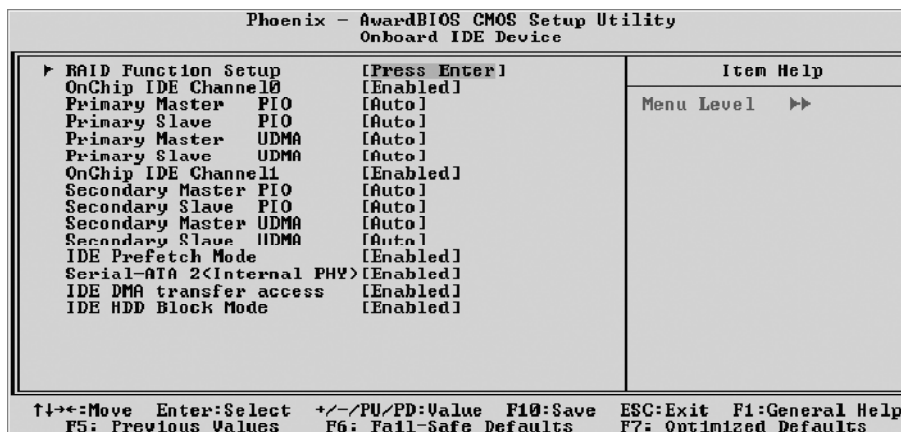 Phoenix - AwardBIOS CMOS Setup Utility
Onboard IDE Device
RAID Function Setup [Press Enter]
OnChip IDE Channel0 [Enabled]
Primary Master PIO [Auto]
Primary Slave PIO [Auto]
Primary Master UDMA [Auto]
Primary Slave UDMA [Auto]
OnChip IDE Channel1 [Enabled]
Secondary Master PIO [Auto]
Secondary Slave PIO [Auto]
Secondary Master UDMA [Auto]
Secondary Slave UDMA [Auto]
IDE Prefetch Mode [Enabled]
Serial-ATA 2<Internal PHY>[Enabled]
IDE DMA transfer access [Enabled]
IDE HDD Block Mode [Enabled]
Item Help
Menu Level ▶▶
↑↓→←:Move Enter:Select +/-/PU/PD:Value F10:Save ESC:Exit F1:General Help
F5: Previous Values F6: Fail-Safe Defaults F7: Optimized Defaults